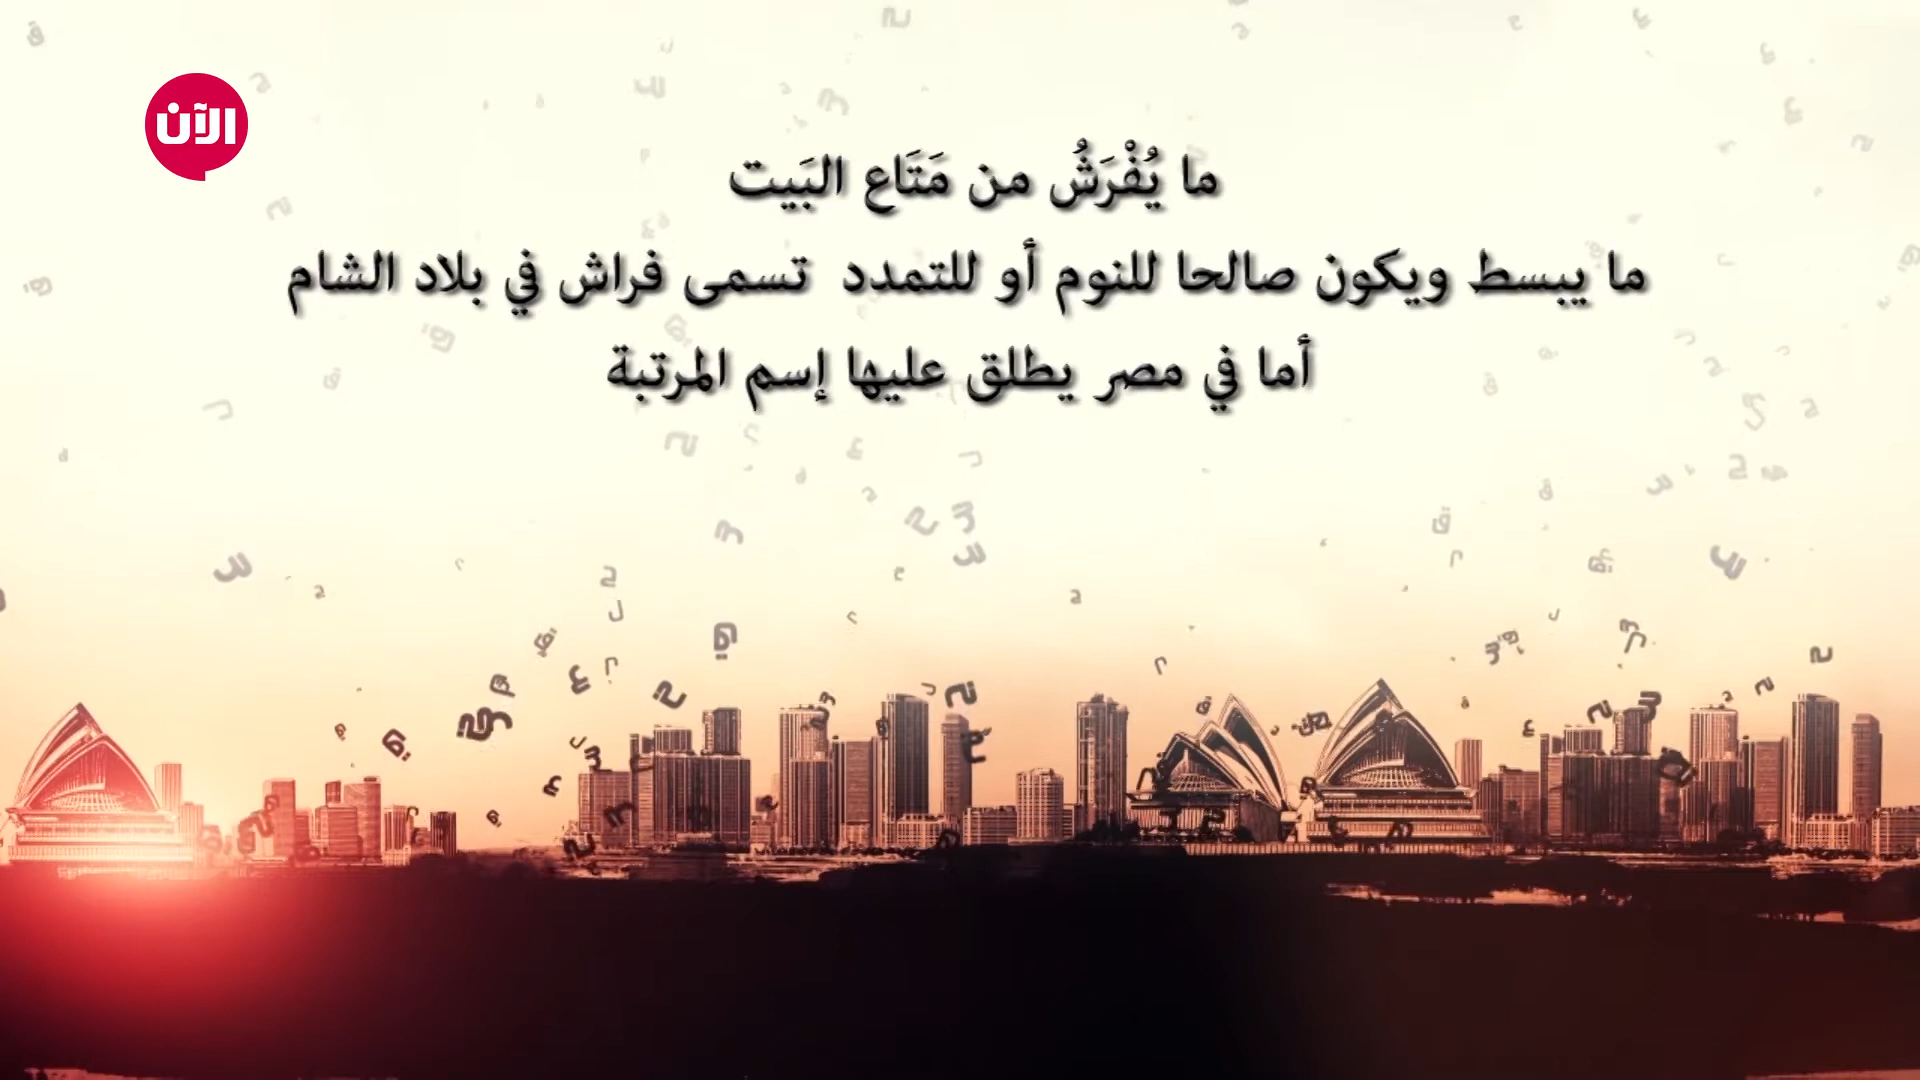 الآن
ما يُفْرَشُ من مَتَاع البَيت
ما يبسط ويكون صالحا للنوم أو للتمدد تسمى فراش في بلاد الشام
أما في مصر يطلق عليها إسم المرتبة